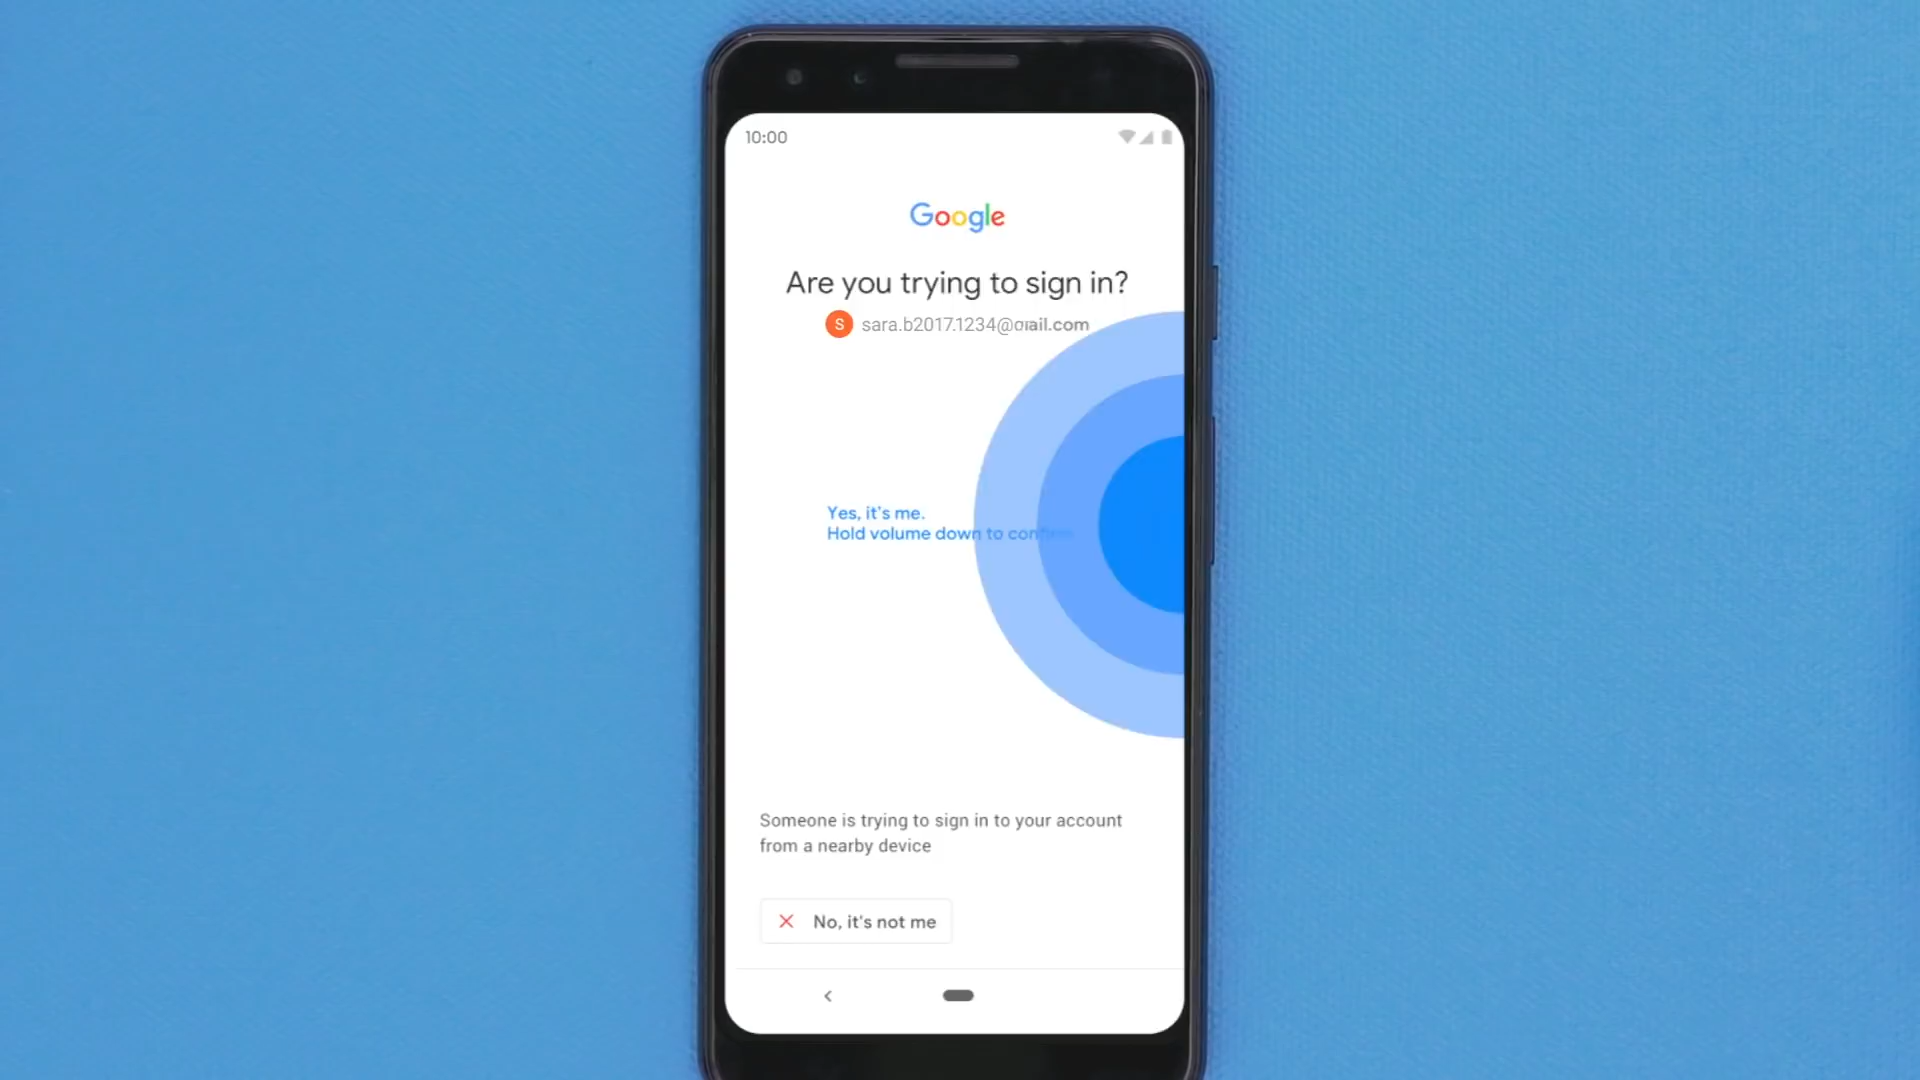 10:00
Google
Are you trying to sign in?
S sara.b2017.1234@gmail.com
Yes, it's me.
Hold volume down to confirm
Someone is trying to sign in to your account
from a nearby device
No, it's not me